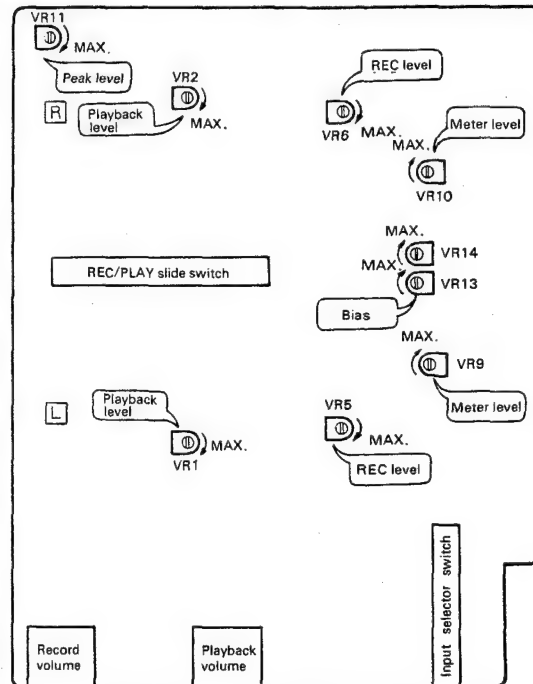 VR11
MAX.
Peak level
VR2
REC level
R
Playback
level
MAX.
VR6
MAX.
MAX.
Meter level
VR10
MAX.
VR14
MAX.
VR13
REC/PLAY slide switch
Bias
MAX.
VR9
Playback
level
L
VR5
Meter level
MAX.
MAX.
VR1
REC level
Input selector switch
Record
volume
Playback
volume